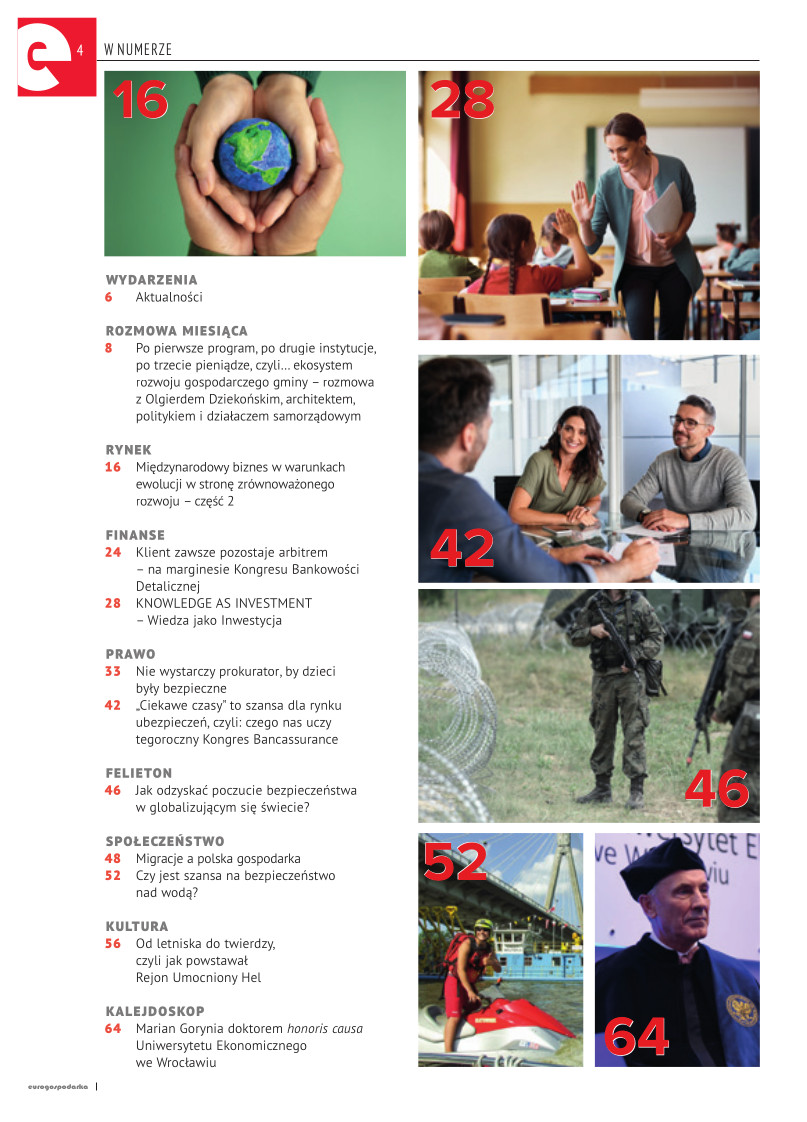 4
W NUMERZE
16
28
WYDARZENIA
6 Aktualności
ROZMOWA MIESIĄCA
8 Po pierwsze program, po drugie instytucje,
po trzecie pieniądze, czyli... ekosystem
rozwoju gospodarczego gminy – rozmowa
z Olgierdem Dziekońskim, architektem,
politykiem i działaczem samorządowym
RYNEK
16 Międzynarodowy biznes w warunkach
ewolucji w stronę zrównoważonego
rozwoju – część 2
FINANSE
24 Klient zawsze pozostaje arbitrem
– na marginesie Kongresu Bankowości
Detalicznej
28 KNOWLEDGE AS INVESTMENT
– Wiedza jako Inwestycja
PRAWO
33 Nie wystarczy prokurator, by dzieci
były bezpieczne
42 „Ciekawe czasy" to szansa dla rynku
ubezpieczeń, czyli: czego nas uczy
tegoroczny Kongres Bancassurance
FELIETON
46 Jak odzyskać poczucie bezpieczeństwa
w globalizującym się świecie?
SPOŁECZEŃSTWO
48 Migracje a polska gospodarka
52 Czy jest szansa na bezpieczeństwo
nad wodą?
KULTURA
56 Od letniska do twierdzy,
czyli jak powstawał
Rejon Umocniony Hel
KALEJDOSKOP
64 Marian Gorynia doktorem honoris causa
Uniwersytetu Ekonomicznego
we Wrocławiu
42
46
52
64
eurogospodarka